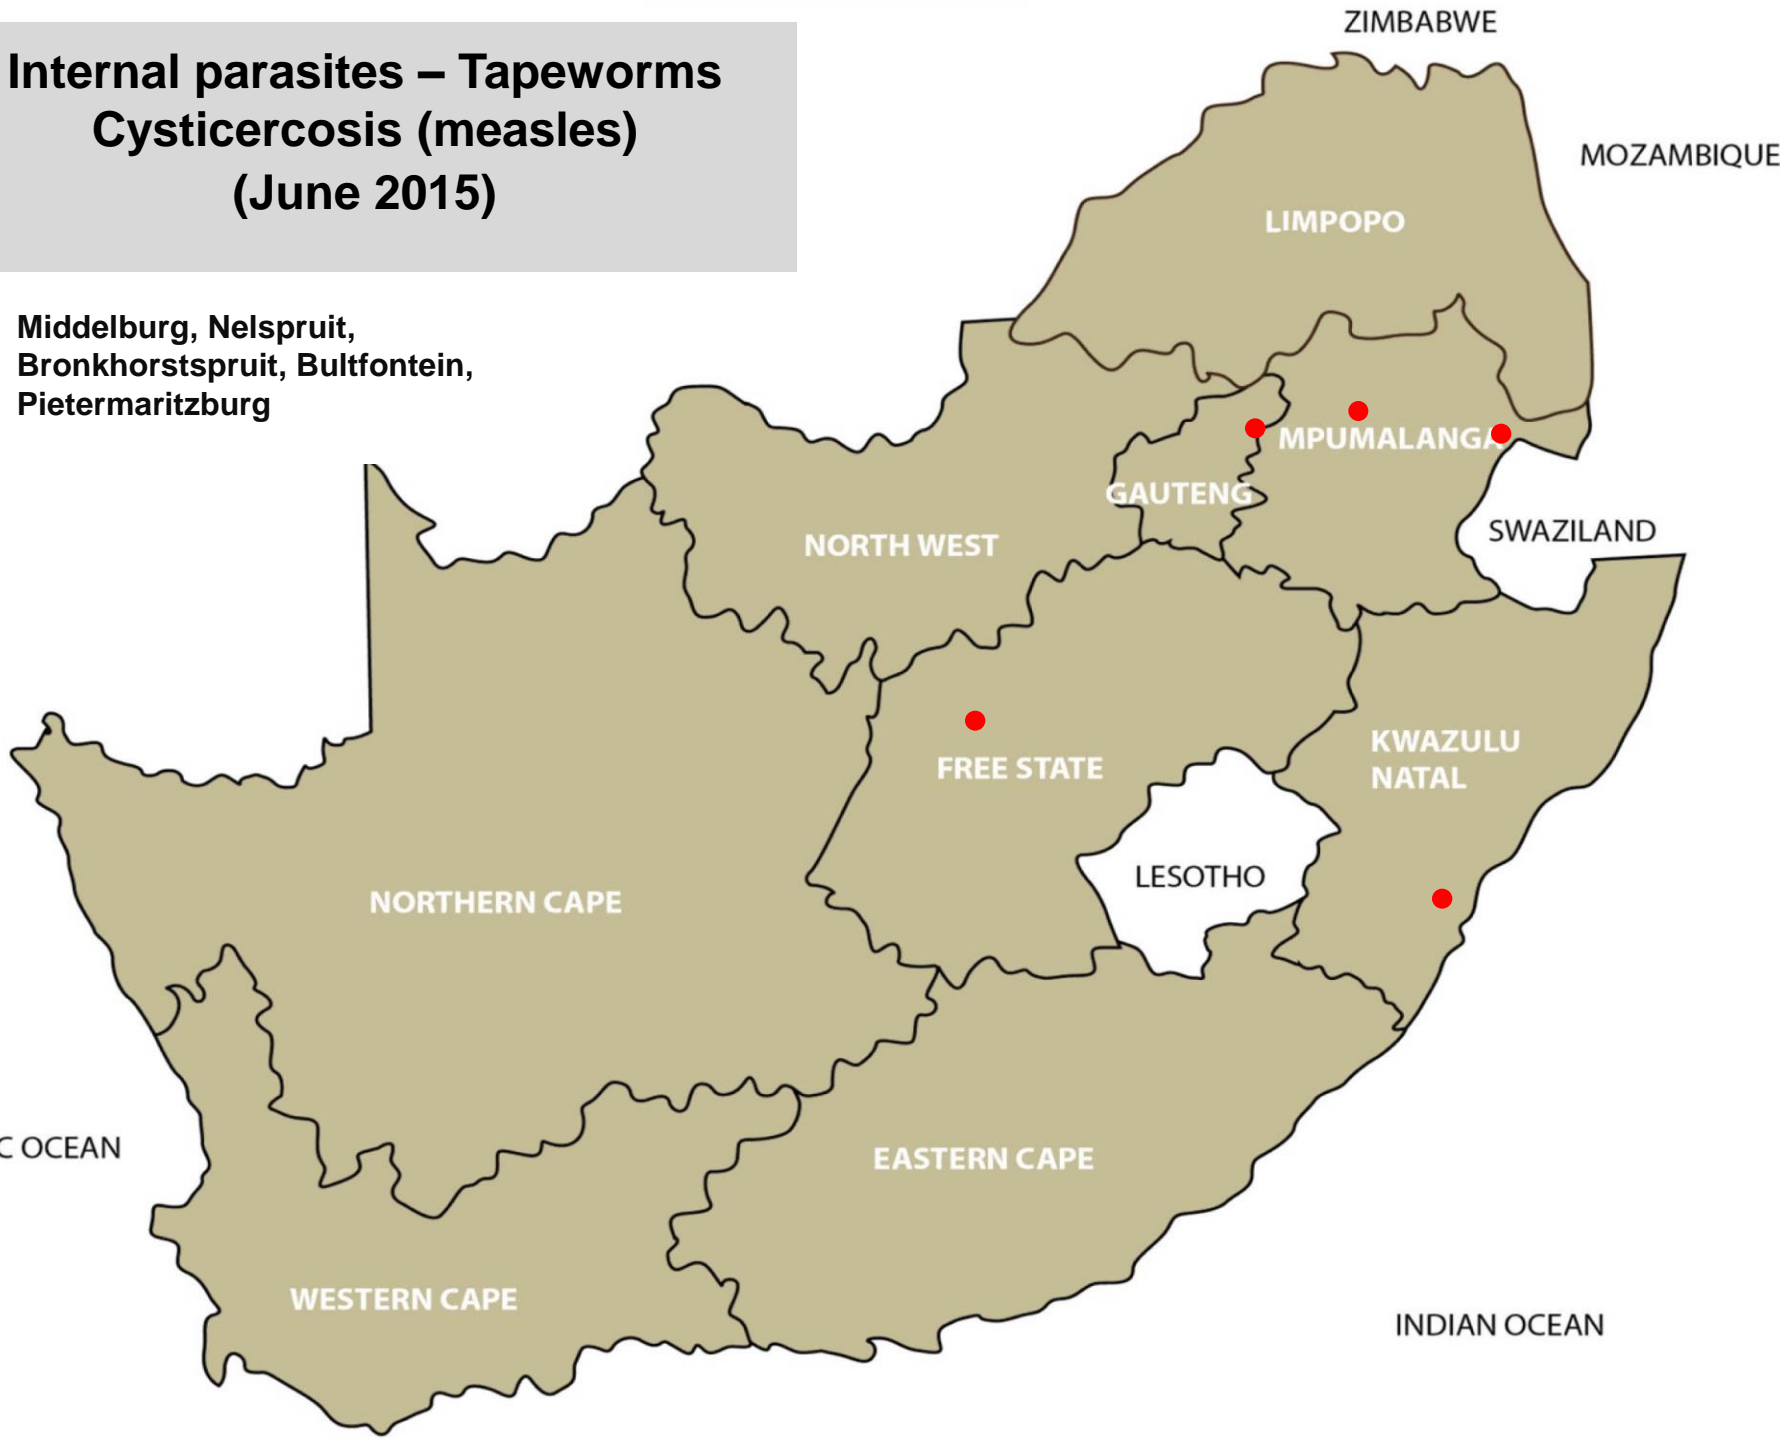 Internal parasites – Tapeworms
Cysticercosis (measles)
(June 2015)
Middelburg, Nelspruit,
Bronkhorstspruit, Bultfontein,
Pietermaritzburg
ZIMBABWE
MOZAMBIQUE
LIMPOPO
MPUMALANGA
GAUTENG
SWAZILAND
NORTH WEST
KWAZULU
NATAL
FREE STATE
LESOTHO
NORTHERN CAPE
C OCEAN
EASTERN CAPE
WESTERN CAPE
INDIAN OCEAN